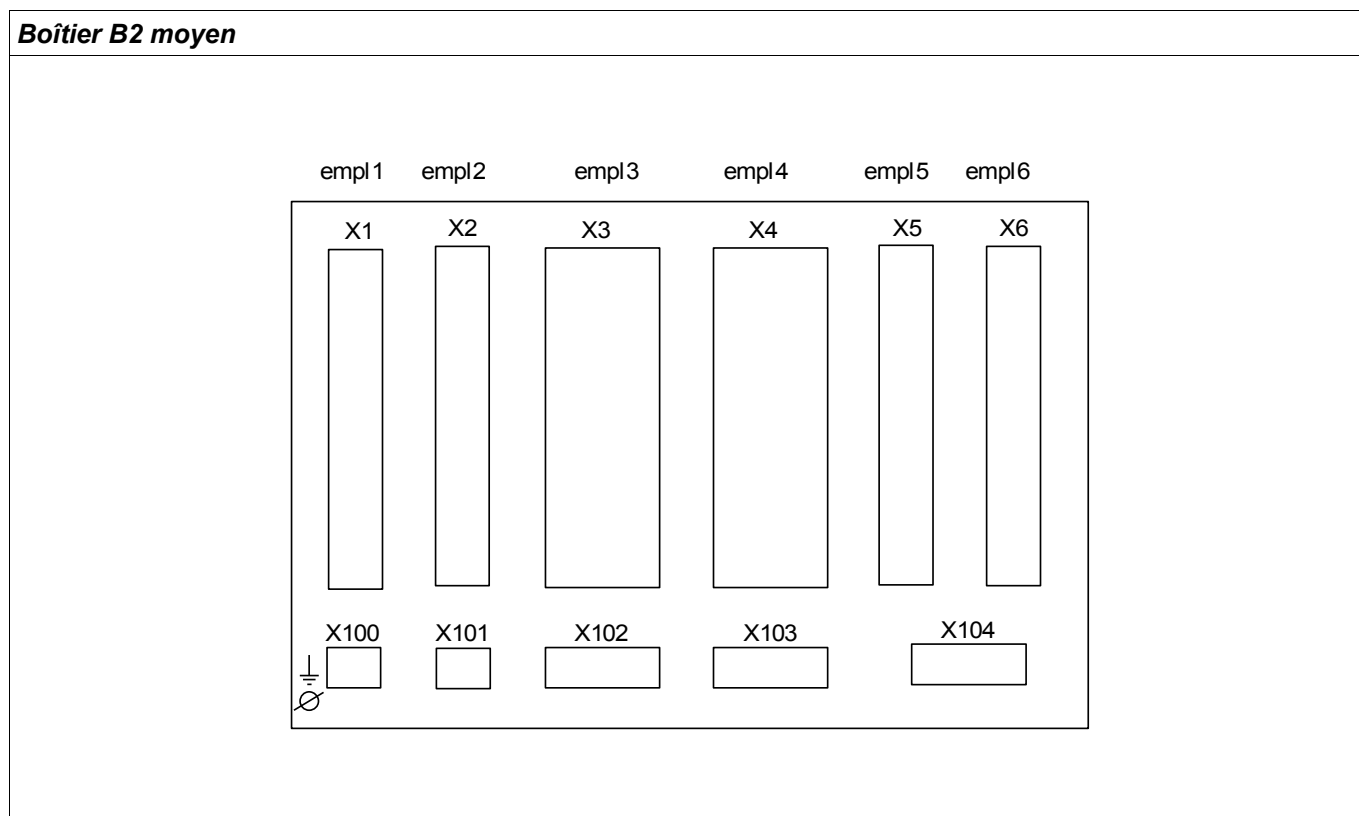 Boîtier B2 moyen
empl1 empl2 empl3 empl4 empl5 empl6
X1 X2 X3 X4 X5 X6
X100 X101 X102 X103 X104